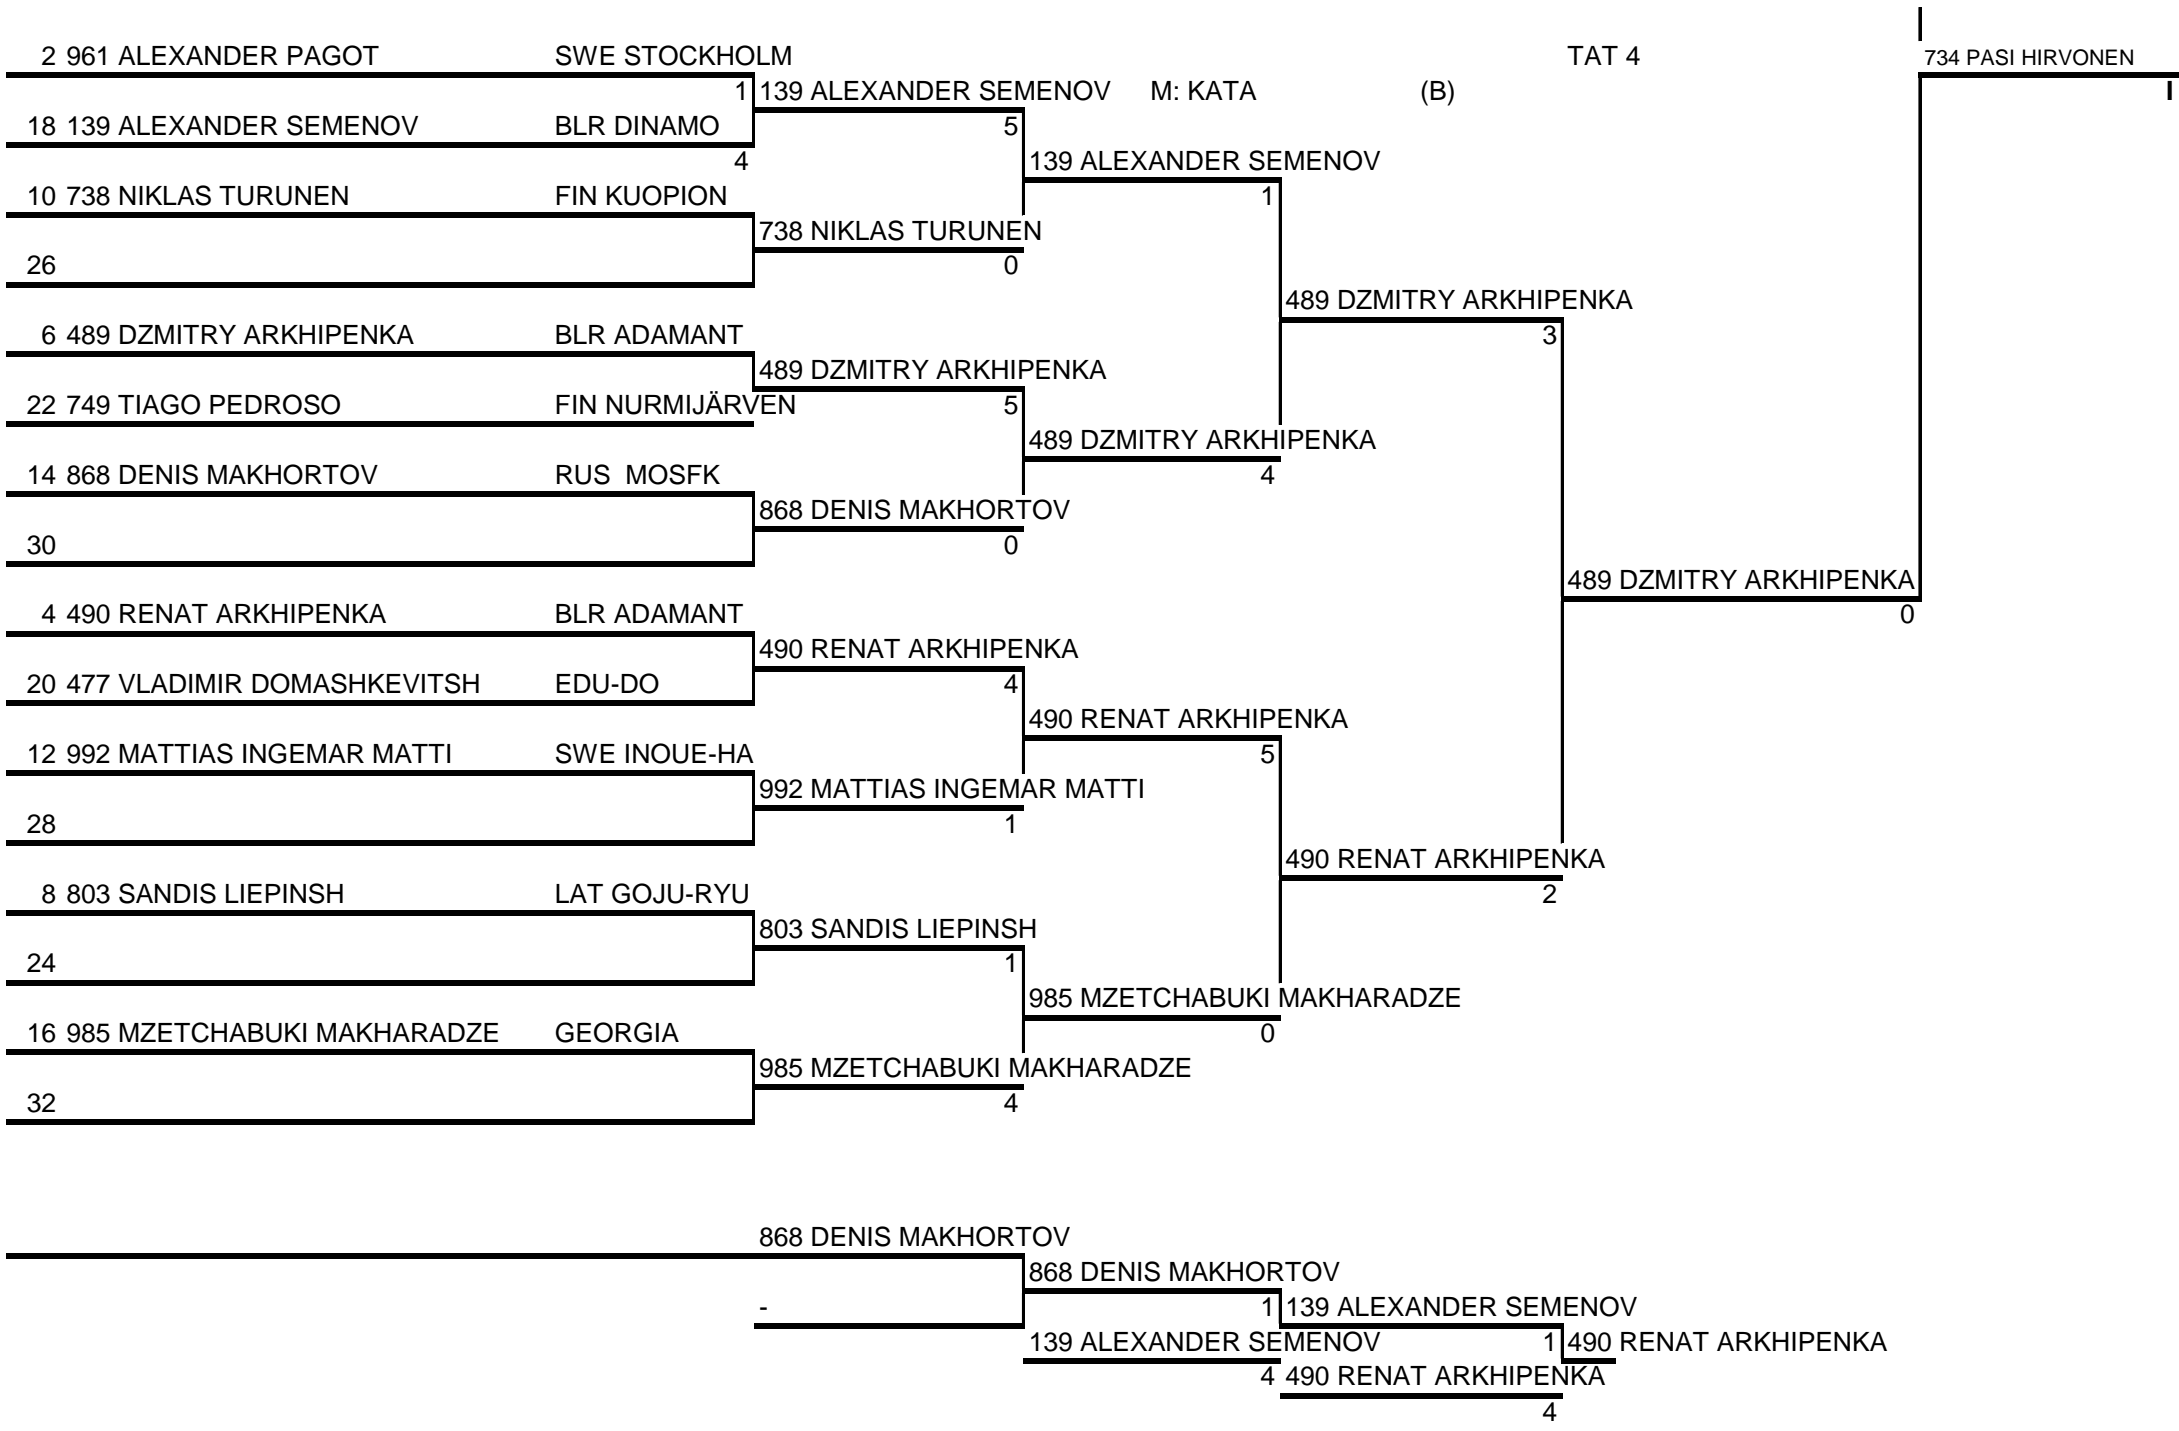 2 961 ALEXANDER PAGOT SWE STOCKHOLM TAT 4 734 PASI HIRVONEN
1 139 ALEXANDER SEMENOV M: KATA (B) I
18 139 ALEXANDER SEMENOV BLR DINAMO 5
4 139 ALEXANDER SEMENOV
10 738 NIKLAS TURUNEN FIN KUOPION 1
738 NIKLAS TURUNEN
26 0
489 DZMITRY ARKHIPENKA
6 489 DZMITRY ARKHIPENKA BLR ADAMANT 3
489 DZMITRY ARKHIPENKA
22 749 TIAGO PEDROSO FIN NURMIJÄRVEN 5
489 DZMITRY ARKHIPENKA
14 868 DENIS MAKHORTOV RUS MOSFK 4
868 DENIS MAKHORTOV
30 0
489 DZMITRY ARKHIPENKA
4 490 RENAT ARKHIPENKA BLR ADAMANT 0
490 RENAT ARKHIPENKA
20 477 VLADIMIR DOMASHKEVITSH EDU-DO 4
490 RENAT ARKHIPENKA
12 992 MATTIAS INGEMAR MATTI SWE INOUE-HA 5
992 MATTIAS INGEMAR MATTI
28 1
490 RENAT ARKHIPENKA
8 803 SANDIS LIEPINSH LAT GOJU-RYU 2
803 SANDIS LIEPINSH
24 1
985 MZETCHABUKI MAKHARADZE
16 985 MZETCHABUKI MAKHARADZE GEORGIA 0
985 MZETCHABUKI MAKHARADZE
32 4
868 DENIS MAKHORTOV
868 DENIS MAKHORTOV
- 1 139 ALEXANDER SEMENOV
139 ALEXANDER SEMENOV 1 490 RENAT ARKHIPENKA
4 490 RENAT ARKHIPENKA
4